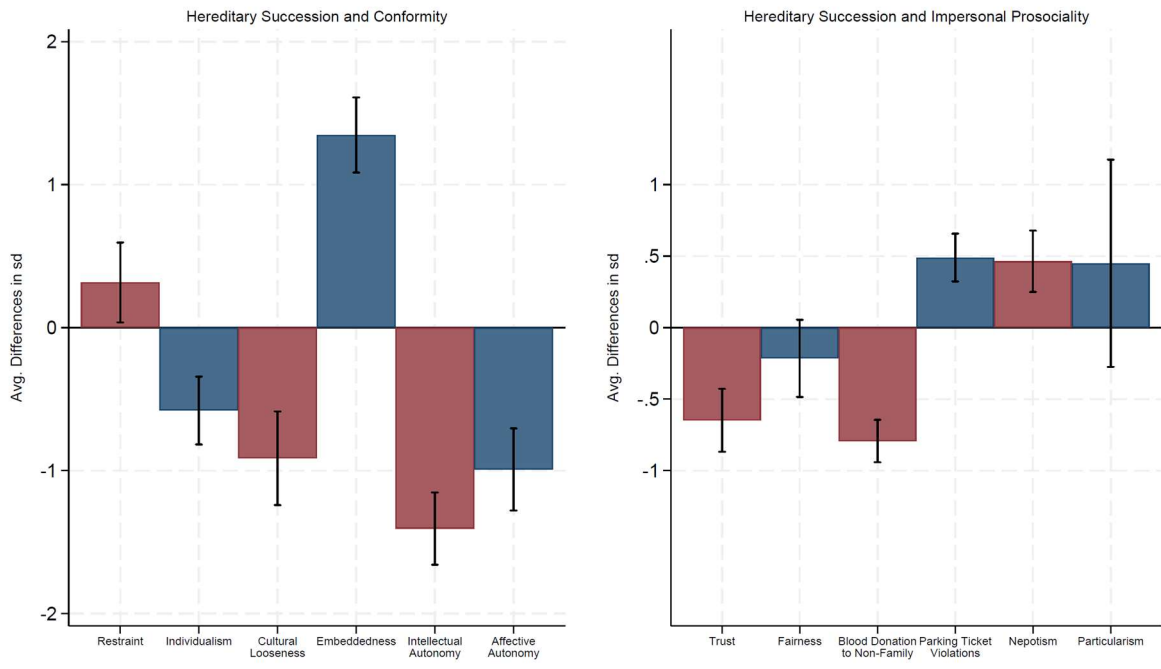 Hereditary Succession and Conformity
Avg. Differences in sd
2
1
0
-1
-2
Restraint
Individualism
Cultural
Looseness
Embeddedness
Intellectual
Autonomy
Affective
Autonomy
Hereditary Succession and Impersonal Prosociality
Avg. Differences in sd
1
.5
0
-.5
-1
Trust
Fairness
Blood Donation
to Non-Family
Parking Ticket
Violations
Nepotism
Particularism